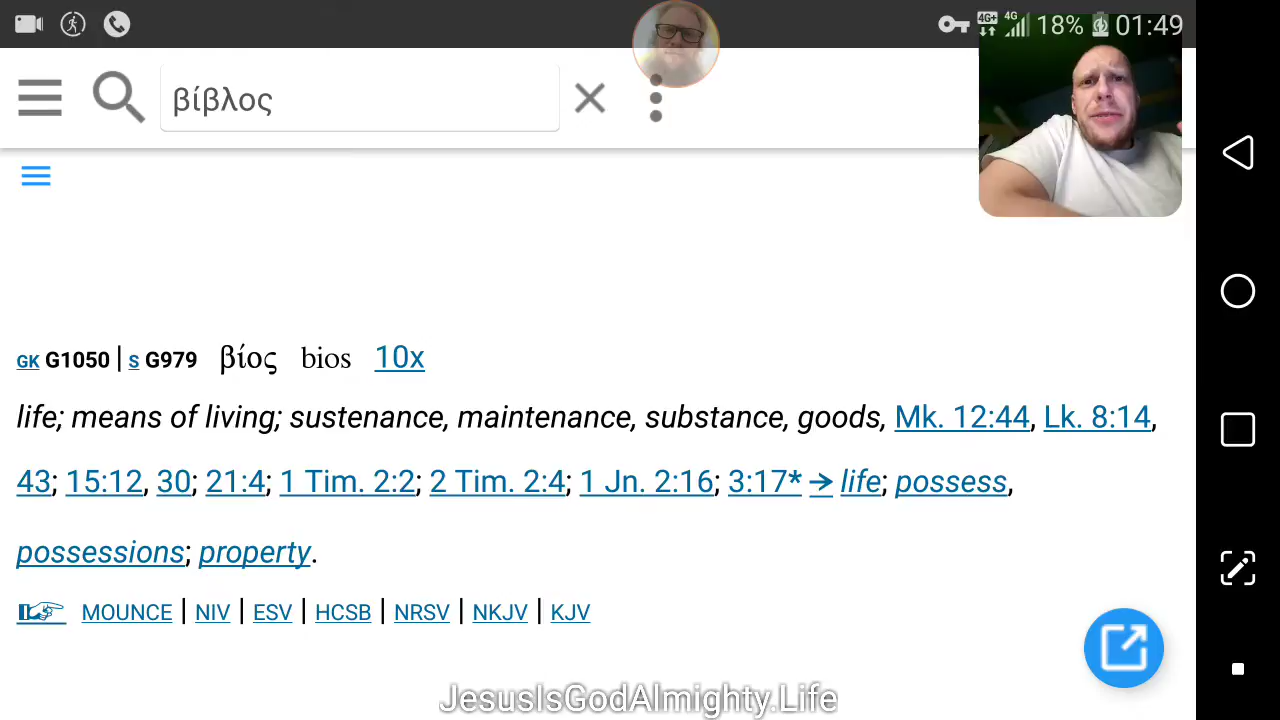 18% 01:49
βίβλος
GK G1050 | S G979 βίος bios 10x
life; means of living; sustenance, maintenance, substance, goods, Mk. 12:44, Lk. 8:14,
43; 15:12, 30; 21:4; 1 Tim. 2:2; 2 Tim. 2:4; 1 Jn. 2:16; 3:17* → life; possess,
possessions; property.
MOUNCE | NIV | ESV | HCSB | NRSV | NKJV | KJV
JesusIsGodAlmighty.Life